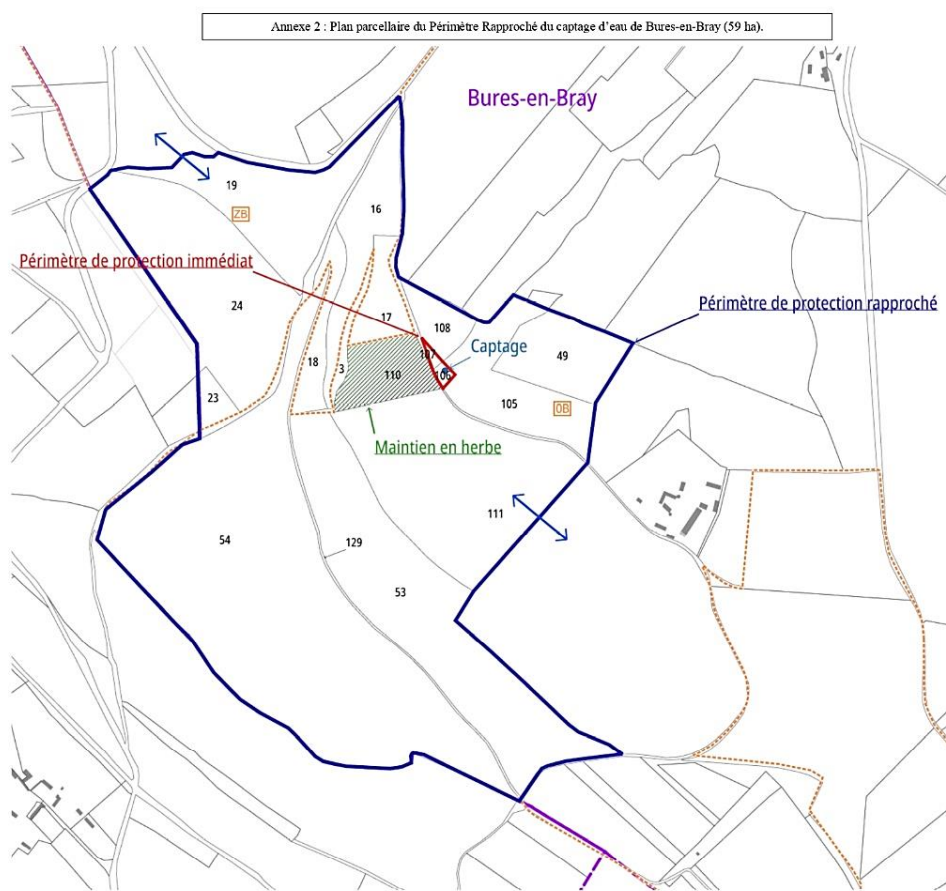 Annexe 2 : Plan parcellaire du Périmètre Rapproché du captage d'eau de Bures-en-Bray (59 ha).
Bures-en-Bray
19
ZB
16
Périmètre de protection immédiat
Périmètre de protection rapproché
24
17
108
107
Captage
49
18
3
110
106
23
105
0B
Maintien en herbe
111
54
129
53